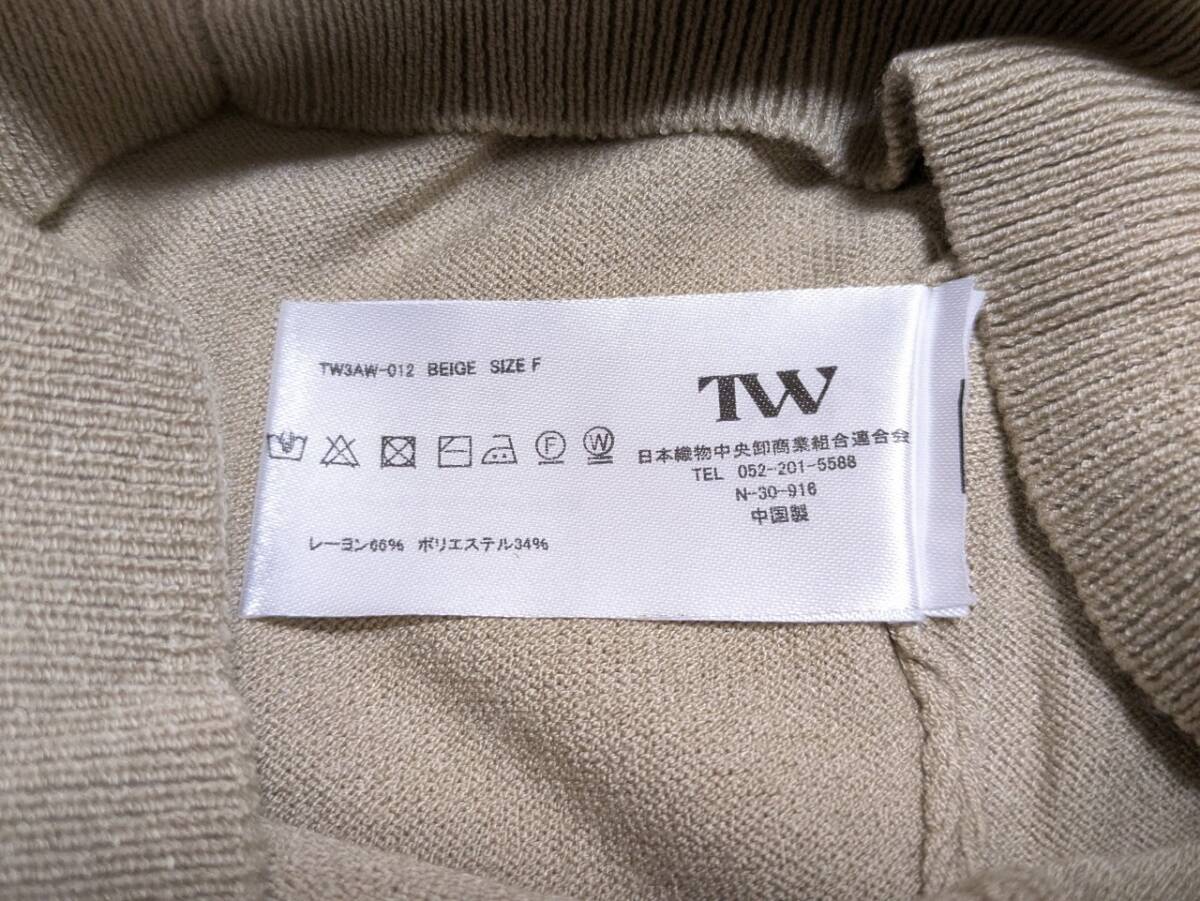 TW3AW-012 BEIGE SIZE F
F W
レーヨン66% ポリエステル34%
TW
日本織物中央卸商業組合連合会
TEL 052-201-5588
N-30-916
中国製